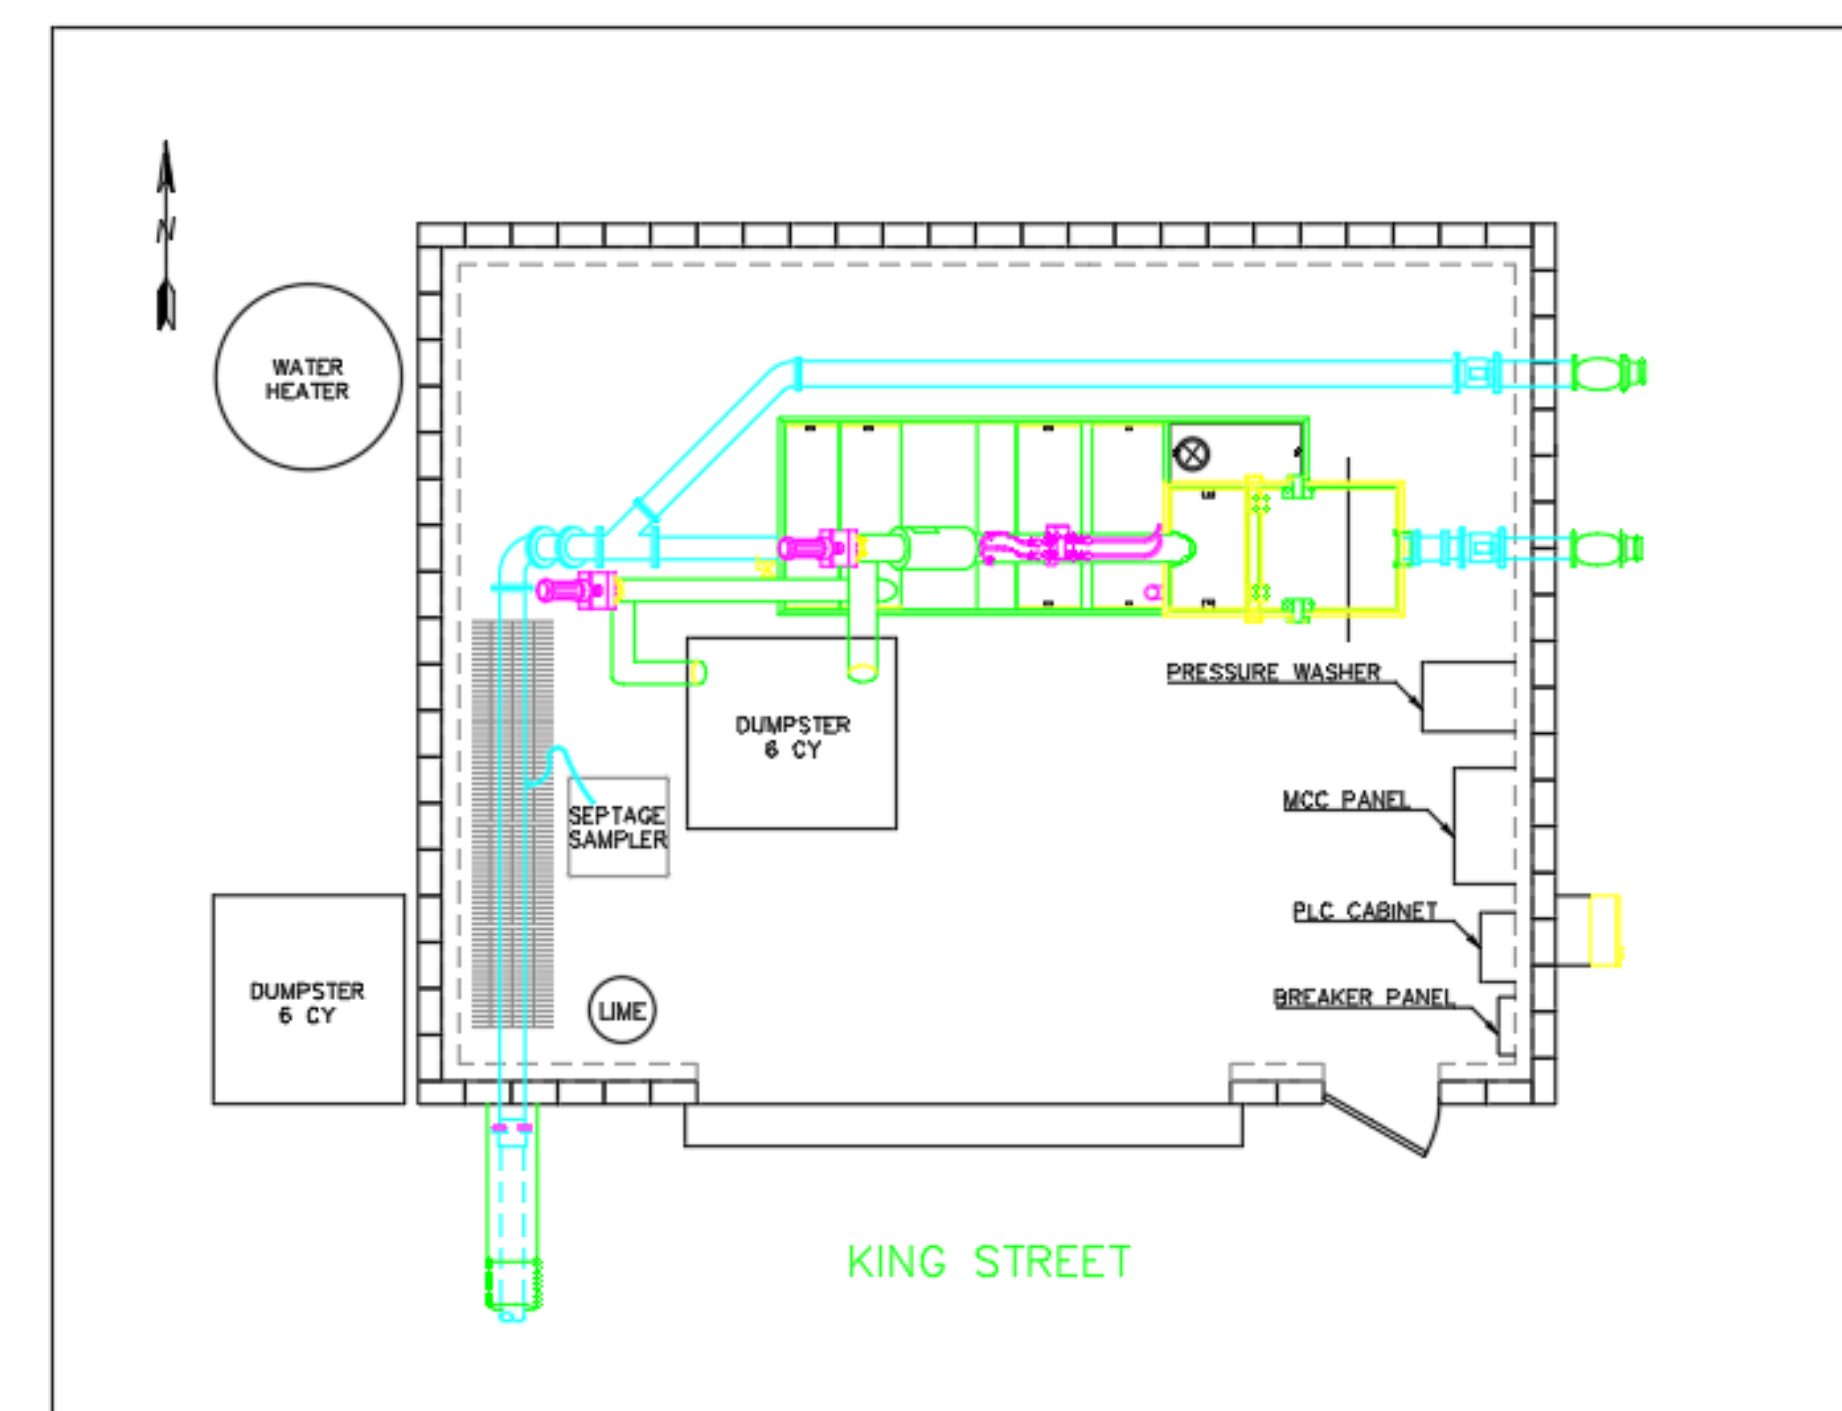 N
WATER
HEATER
PRESSURE WASHER
DUMPSTER
6 CY
MCC PANEL
SEPTAGE
SAMPLER
PLC CABINET
DUMPSTER
6 CY
LIME
BREAKER PANEL
KING STREET